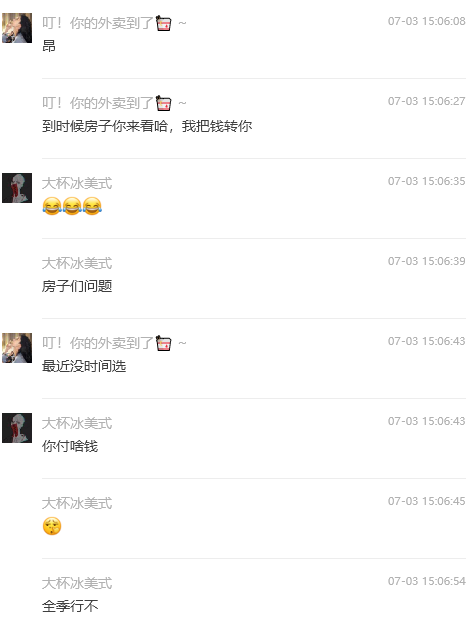 叮！你的外卖到了 ~ 07-03 15:06:08
昂
叮！你的外卖到了 ~ 07-03 15:06:27
到时候房子你来看哈，我把钱转你
大杯冰美式 07-03 15:06:35
😂😂😂
大杯冰美式 07-03 15:06:39
房子们问题
叮！你的外卖到了 ~ 07-03 15:06:43
最近没时间选
大杯冰美式 07-03 15:06:43
你付啥钱
大杯冰美式 07-03 15:06:45
大杯冰美式 07-03 15:06:54
全季行不